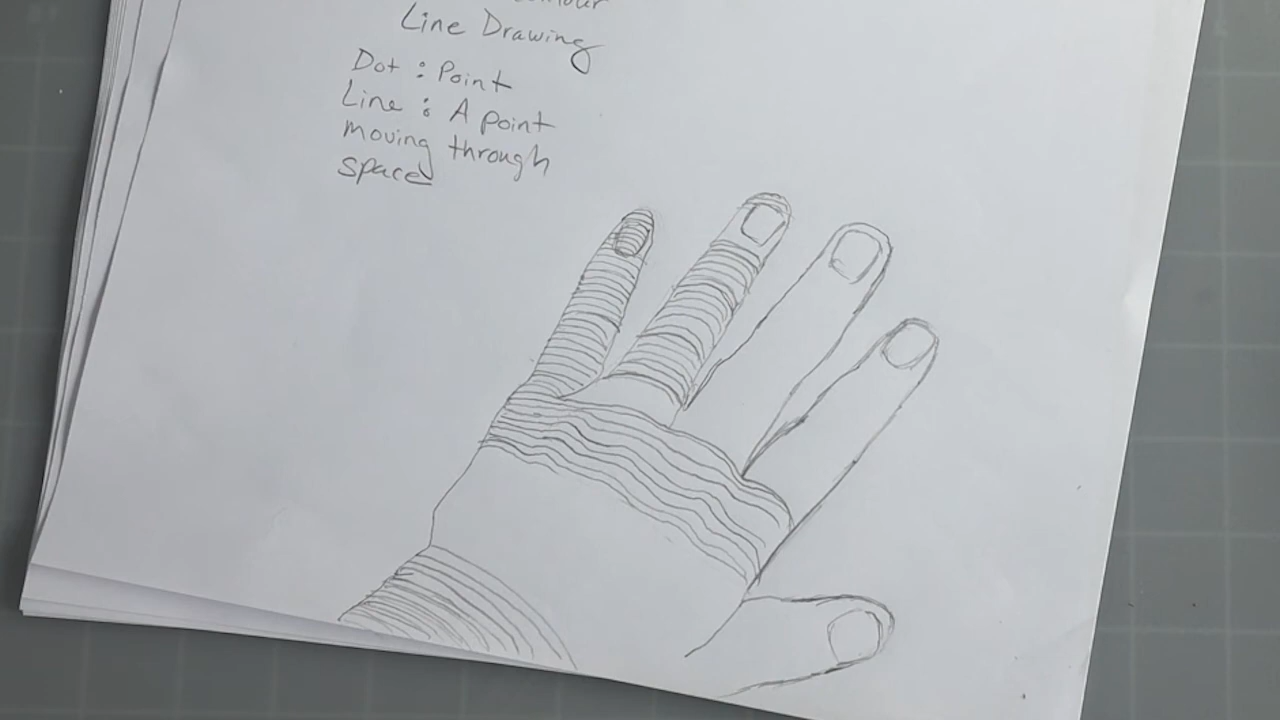 Line Drawing
Dot : Point
Line : A point
moving through
space